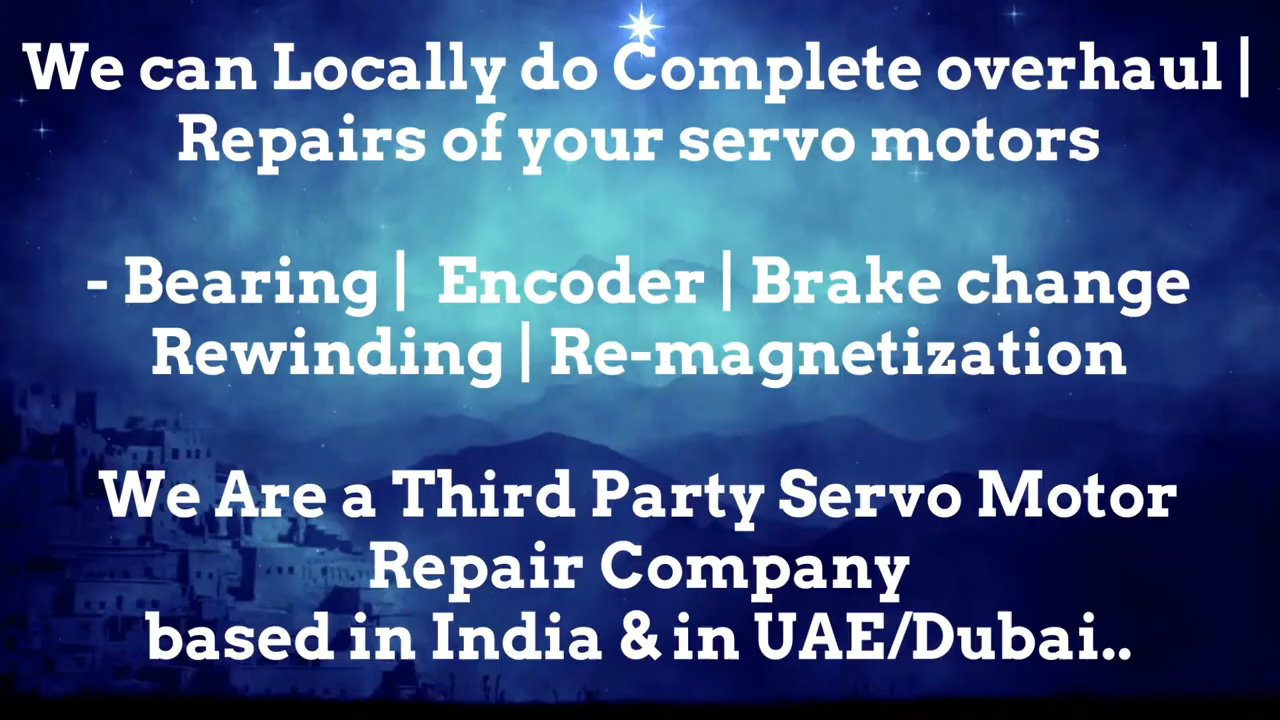 We can Locally do Complete overhaul |
Repairs of your servo motors
- Bearing | Encoder | Brake change
Rewinding | Re-magnetization
We Are a Third Party Servo Motor
Repair Company
based in India & in UAE/Dubai..